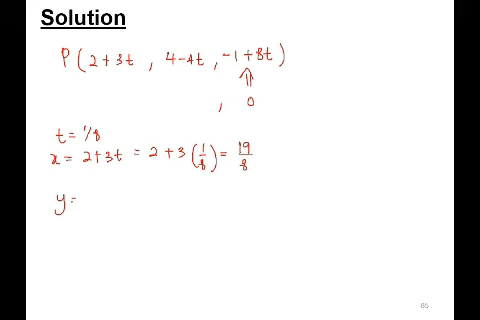 Solution
P(2+3t, 4-4t, -1+8t)
⇑
, 0
t = 1/8
x = 2+3t = 2+3(1/8) = 19/8
y =
85